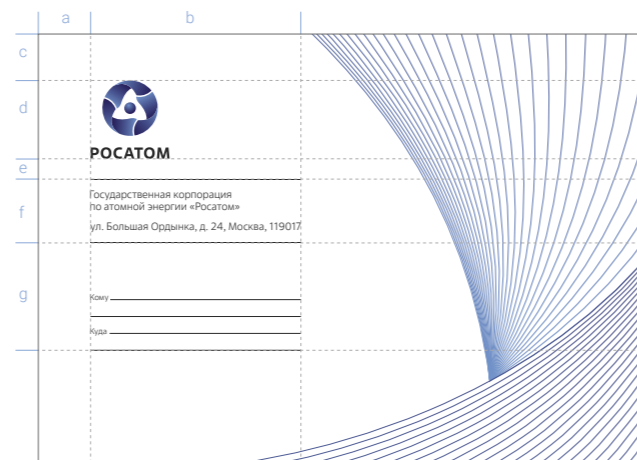 a b
c
d
РОСАТОМ
e
Государственная корпорация
по атомной энергии «Росатом»
f
ул. Большая Ордынка, д. 24, Москва, 119017
g
Кому
Куда